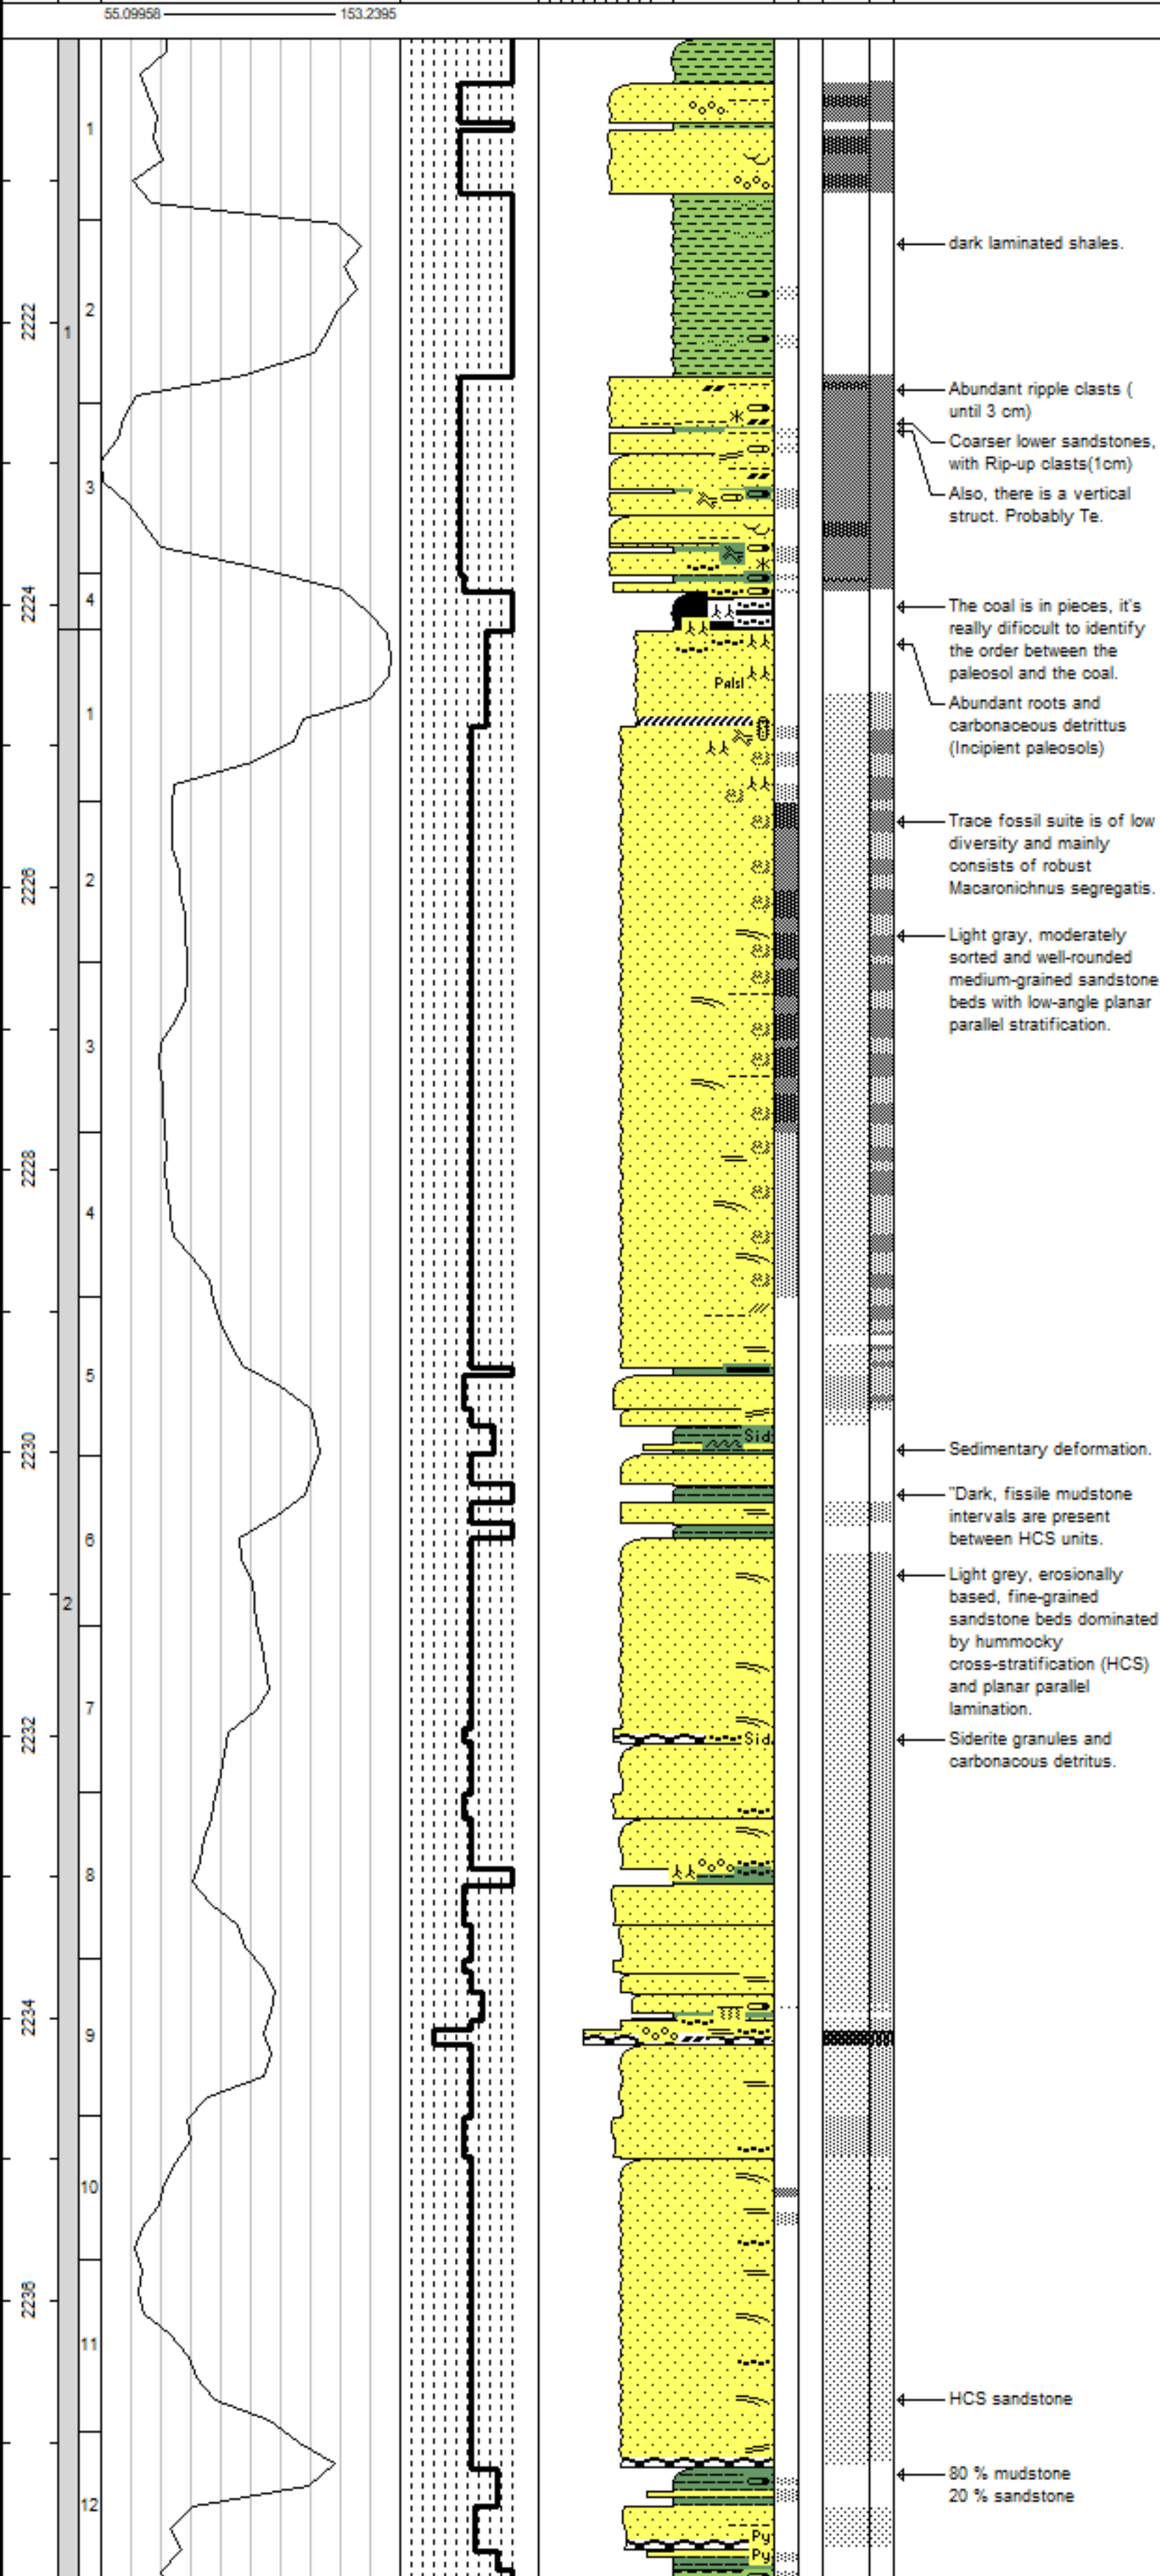 55.09958
153.2395
1
dark laminated shales.
2
2222
1
Abundant ripple clasts (
until 3 cm)
Coarser lower sandstones,
with Rip-up clasts(1cm)
3
Also, there is a vertical
struct. Probably Te.
2224
4
The coal is in pieces, it's
really dificcult to identify
the order between the
paleosol and the coal.
Palsl
1
Abundant roots and
carbonaceous detrittus
(Incipient paleosols)
Trace fossil suite is of low
diversity and mainly
consists of robust
Macaronichnus segregatis.
2226
2
Light gray, moderately
sorted and well-rounded
medium-grained sandstone
beds with low-angle planar
parallel stratification.
3
2228
4
5
Sid
2230
Sedimentary deformation.
"Dark, fissile mudstone
intervals are present
between HCS units.
6
Light grey, erosionally
based, fine-grained
sandstone beds dominated
by hummocky
cross-stratification (HCS)
and planar parallel
lamination.
2
7
2232
Sid
Siderite granules and
carbonacous detritus.
8
2234
9
10
2236
11
HCS sandstone
80 % mudstone
20 % sandstone
12
Py
Py